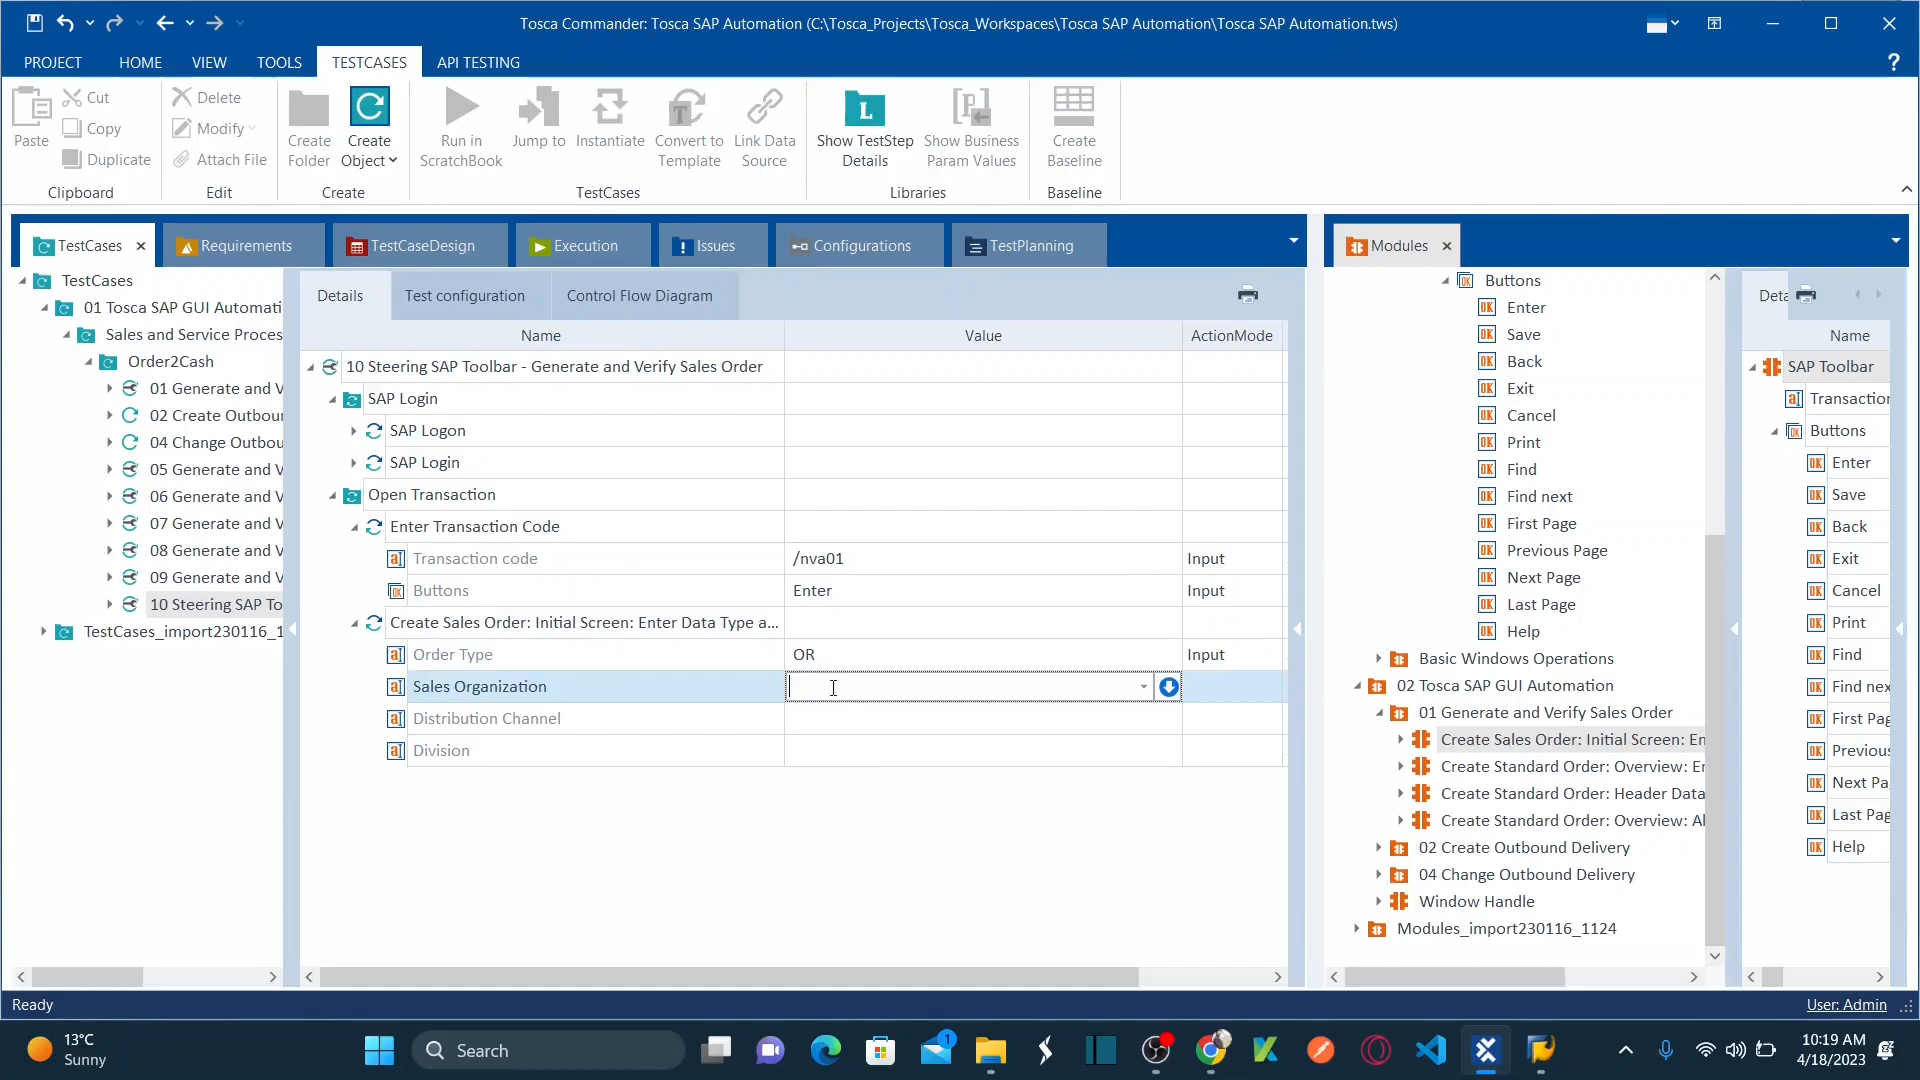 Tosca Commander: Tosca SAP Automation (C:\Tosca_Projects\Tosca_Workspaces\Tosca SAP Automation\Tosca SAP Automation.tws)
PROJECT HOME VIEW TOOLS TESTCASES API TESTING ?
Paste
Cut
Copy
Duplicate
Clipboard
Delete
Modify
Attach File
Edit
Create Folder
Create Object
Create
Run in ScratchBook
Jump to
Instantiate
Convert to Template
Link Data Source
TestCases
Show TestStep Details
Show Business Param Values
Libraries
Create Baseline
Baseline
TestCases Requirements TestCaseDesign Execution Issues Configurations TestPlanning
TestCases
01 Tosca SAP GUI Automati
Sales and Service Proces
Order2Cash
01 Generate and V
02 Create Outbou
04 Change Outbou
05 Generate and V
06 Generate and V
07 Generate and V
08 Generate and V
09 Generate and V
10 Steering SAP To
TestCases_import230116_1
Details Test configuration Control Flow Diagram
Name Value ActionMode
10 Steering SAP Toolbar - Generate and Verify Sales Order
SAP Login
SAP Logon
SAP Login
Open Transaction
Enter Transaction Code
Transaction code /nva01 Input
Buttons Enter Input
Create Sales Order: Initial Screen: Enter Data Type a...
Order Type OR Input
Sales Organization
Distribution Channel
Division
Modules
Buttons
Enter
Save
Back
Exit
Cancel
Print
Find
Find next
First Page
Previous Page
Next Page
Last Page
Help
Basic Windows Operations
02 Tosca SAP GUI Automation
01 Generate and Verify Sales Order
Create Sales Order: Initial Screen: En
Create Standard Order: Overview: Er
Create Standard Order: Header Data
Create Standard Order: Overview: Al
02 Create Outbound Delivery
04 Change Outbound Delivery
Window Handle
Modules_import230116_1124
Deta
Name
SAP Toolbar
Transaction
Buttons
Enter
Save
Back
Exit
Cancel
Print
Find
Find nex
First Pag
Previous
Next Pa
Last Pag
Help
Ready User: Admin
13°C
Sunny
Search
1
10:19 AM
4/18/2023